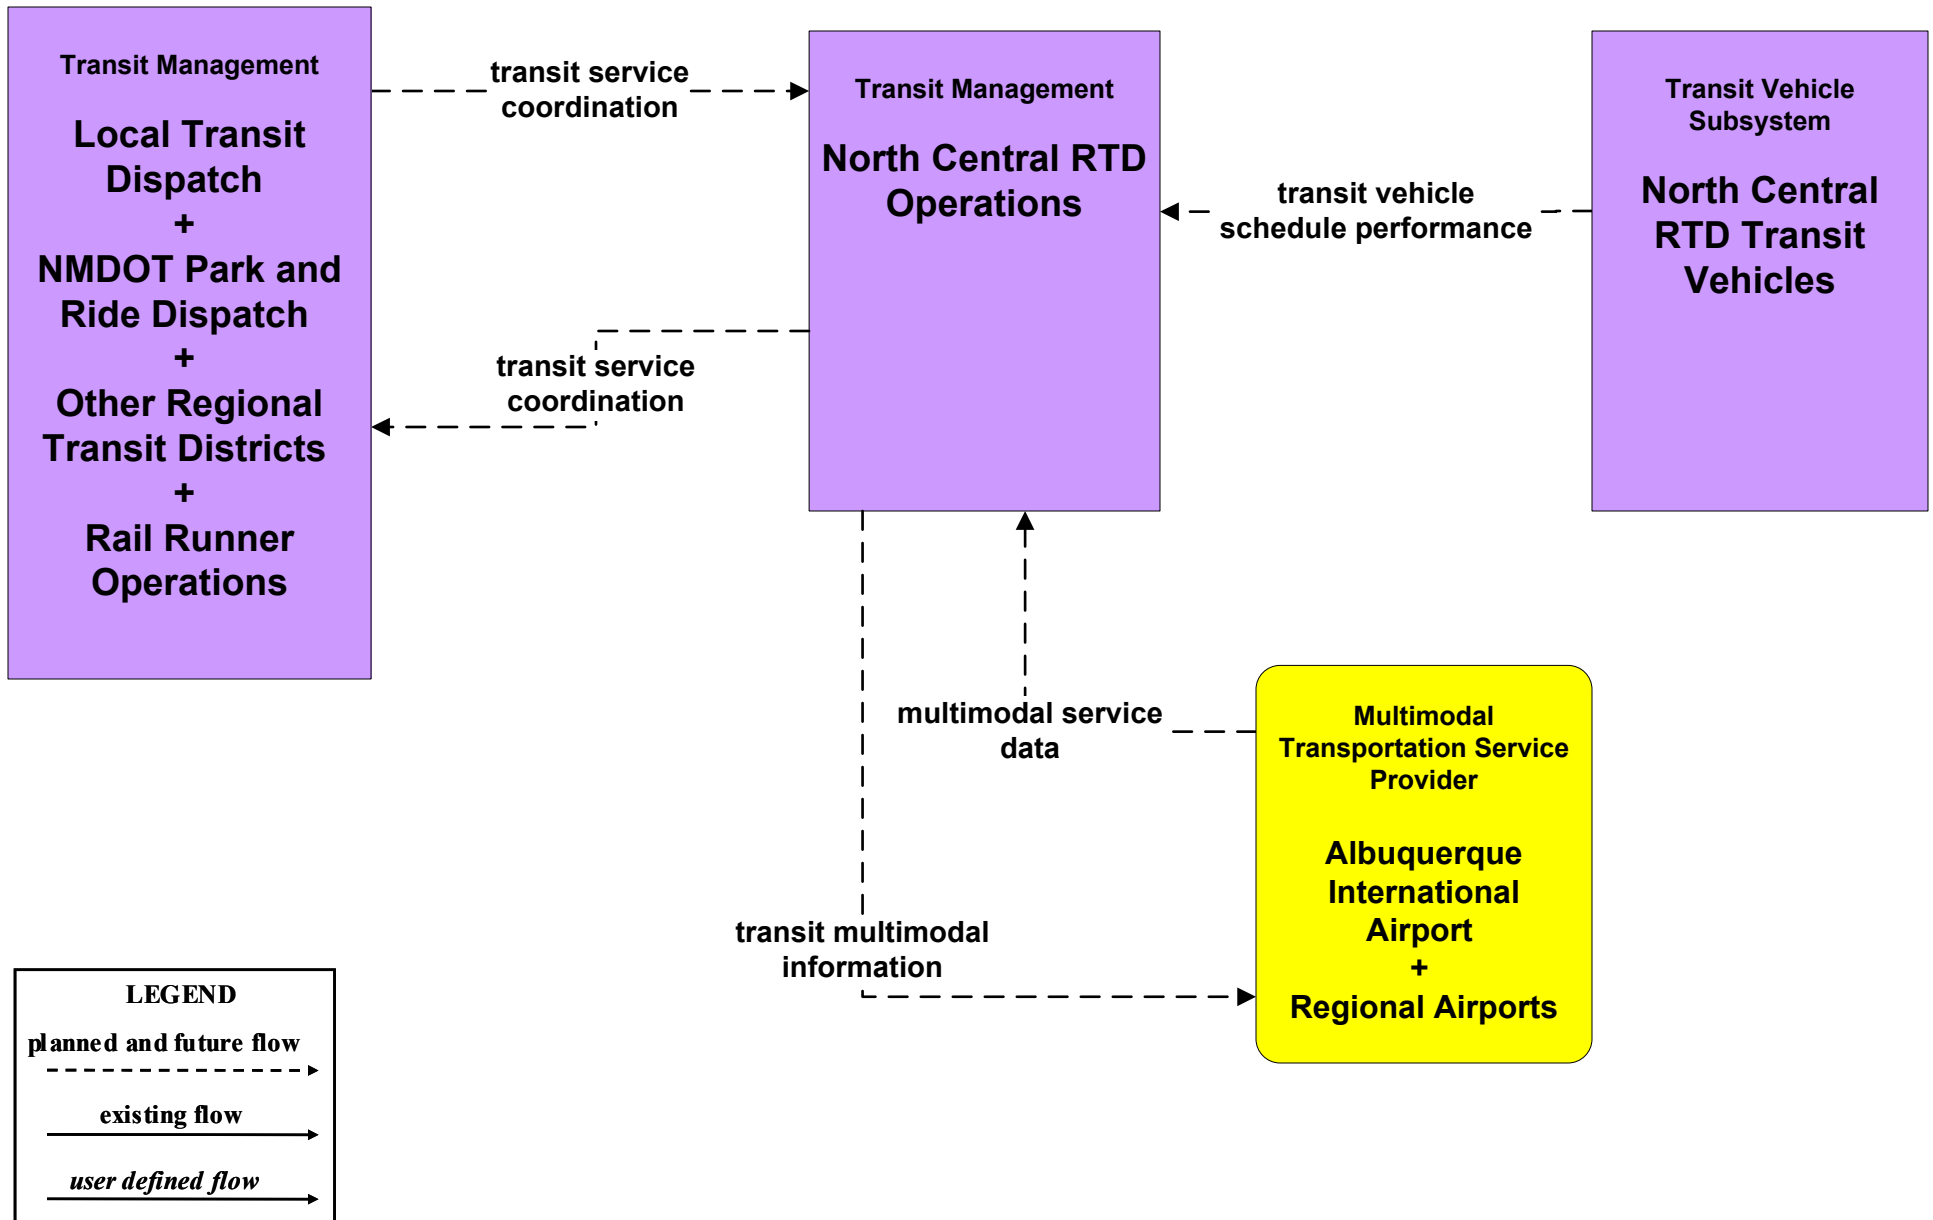 Transit Management
Local Transit
Dispatch
+
NMDOT Park and
Ride Dispatch
+
Other Regional
Transit Districts
+
Rail Runner
Operations
transit service
coordination
transit service
coordination
Transit Management
North Central RTD
Operations
transit vehicle
schedule performance
Transit Vehicle
Subsystem
North Central
RTD Transit
Vehicles
multimodal service
data
transit multimodal
information
Multimodal
Transportation Service
Provider
Albuquerque
International
Airport
+
Regional Airports
LEGEND
planned and future flow
existing flow
user defined flow